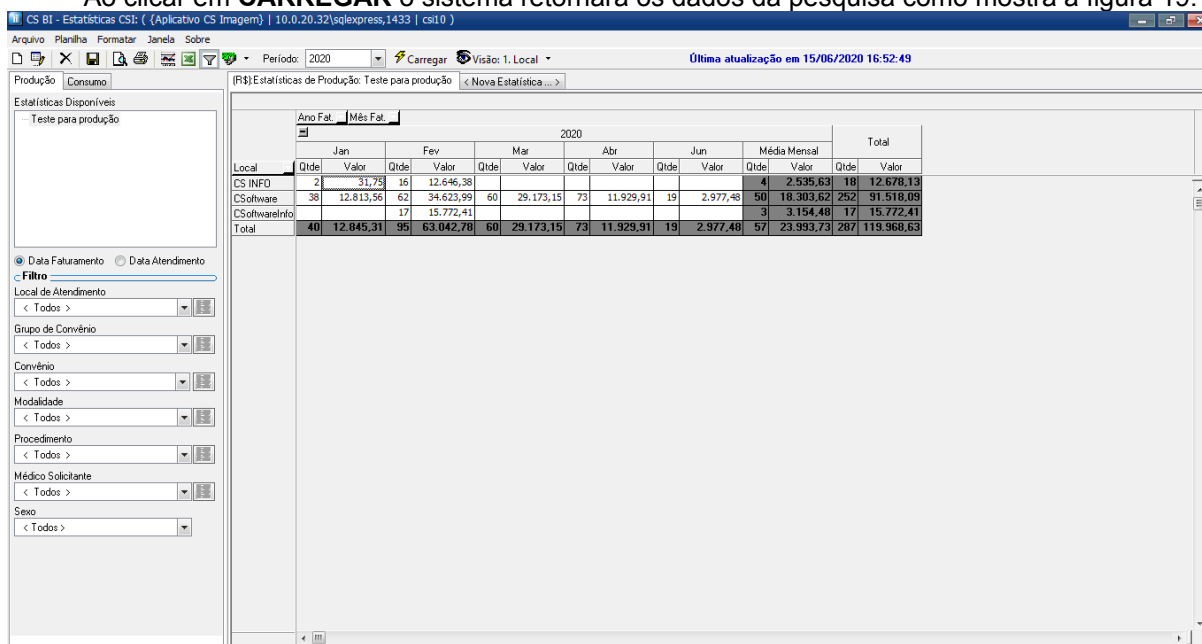 Ao clicar em CARREGAR o sistema retornará os dados da pesquisa como mostra a figura 19.
CS BI - Estatísticas CSI: ( {Aplicativo CS Imagem} | 10.0.20.32\sqlexpress,1433 | csi10 )
Arquivo Planilha Formatar Janela Sobre
Período: 2020 Carregar Visão: 1. Local Última atualização em 15/06/2020 16:52:49
Produção Consumo (R$):Estatísticas de Produção: Teste para produção < Nova Estatística ... >
Estatísticas Disponíveis
Teste para produção
Ano Fat. Mês Fat.
2020 Total
Jan Fev Mar Abr Jun Média Mensal
Local Qtde Valor Qtde Valor Qtde Valor Qtde Valor Qtde Valor Qtde Valor Qtde Valor
CS INFO 2 31,75 16 12.646,38 4 2.535,63 18 12.678,13
CSoftware 38 12.813,56 62 34.623,99 60 29.173,15 73 11.929,91 19 2.977,48 50 18.303,62 252 91.518,09
CSoftwareInfo 17 15.772,41 3 3.154,48 17 15.772,41
Total 40 12.845,31 95 63.042,78 60 29.173,15 73 11.929,91 19 2.977,48 57 23.993,73 287 119.968,63
Data Faturamento Data Atendimento
Filtro
Local de Atendimento
< Todos >
Grupo de Convênio
< Todos >
Convênio
< Todos >
Modalidade
< Todos >
Procedimento
< Todos >
Médico Solicitante
< Todos >
Sexo
< Todos >